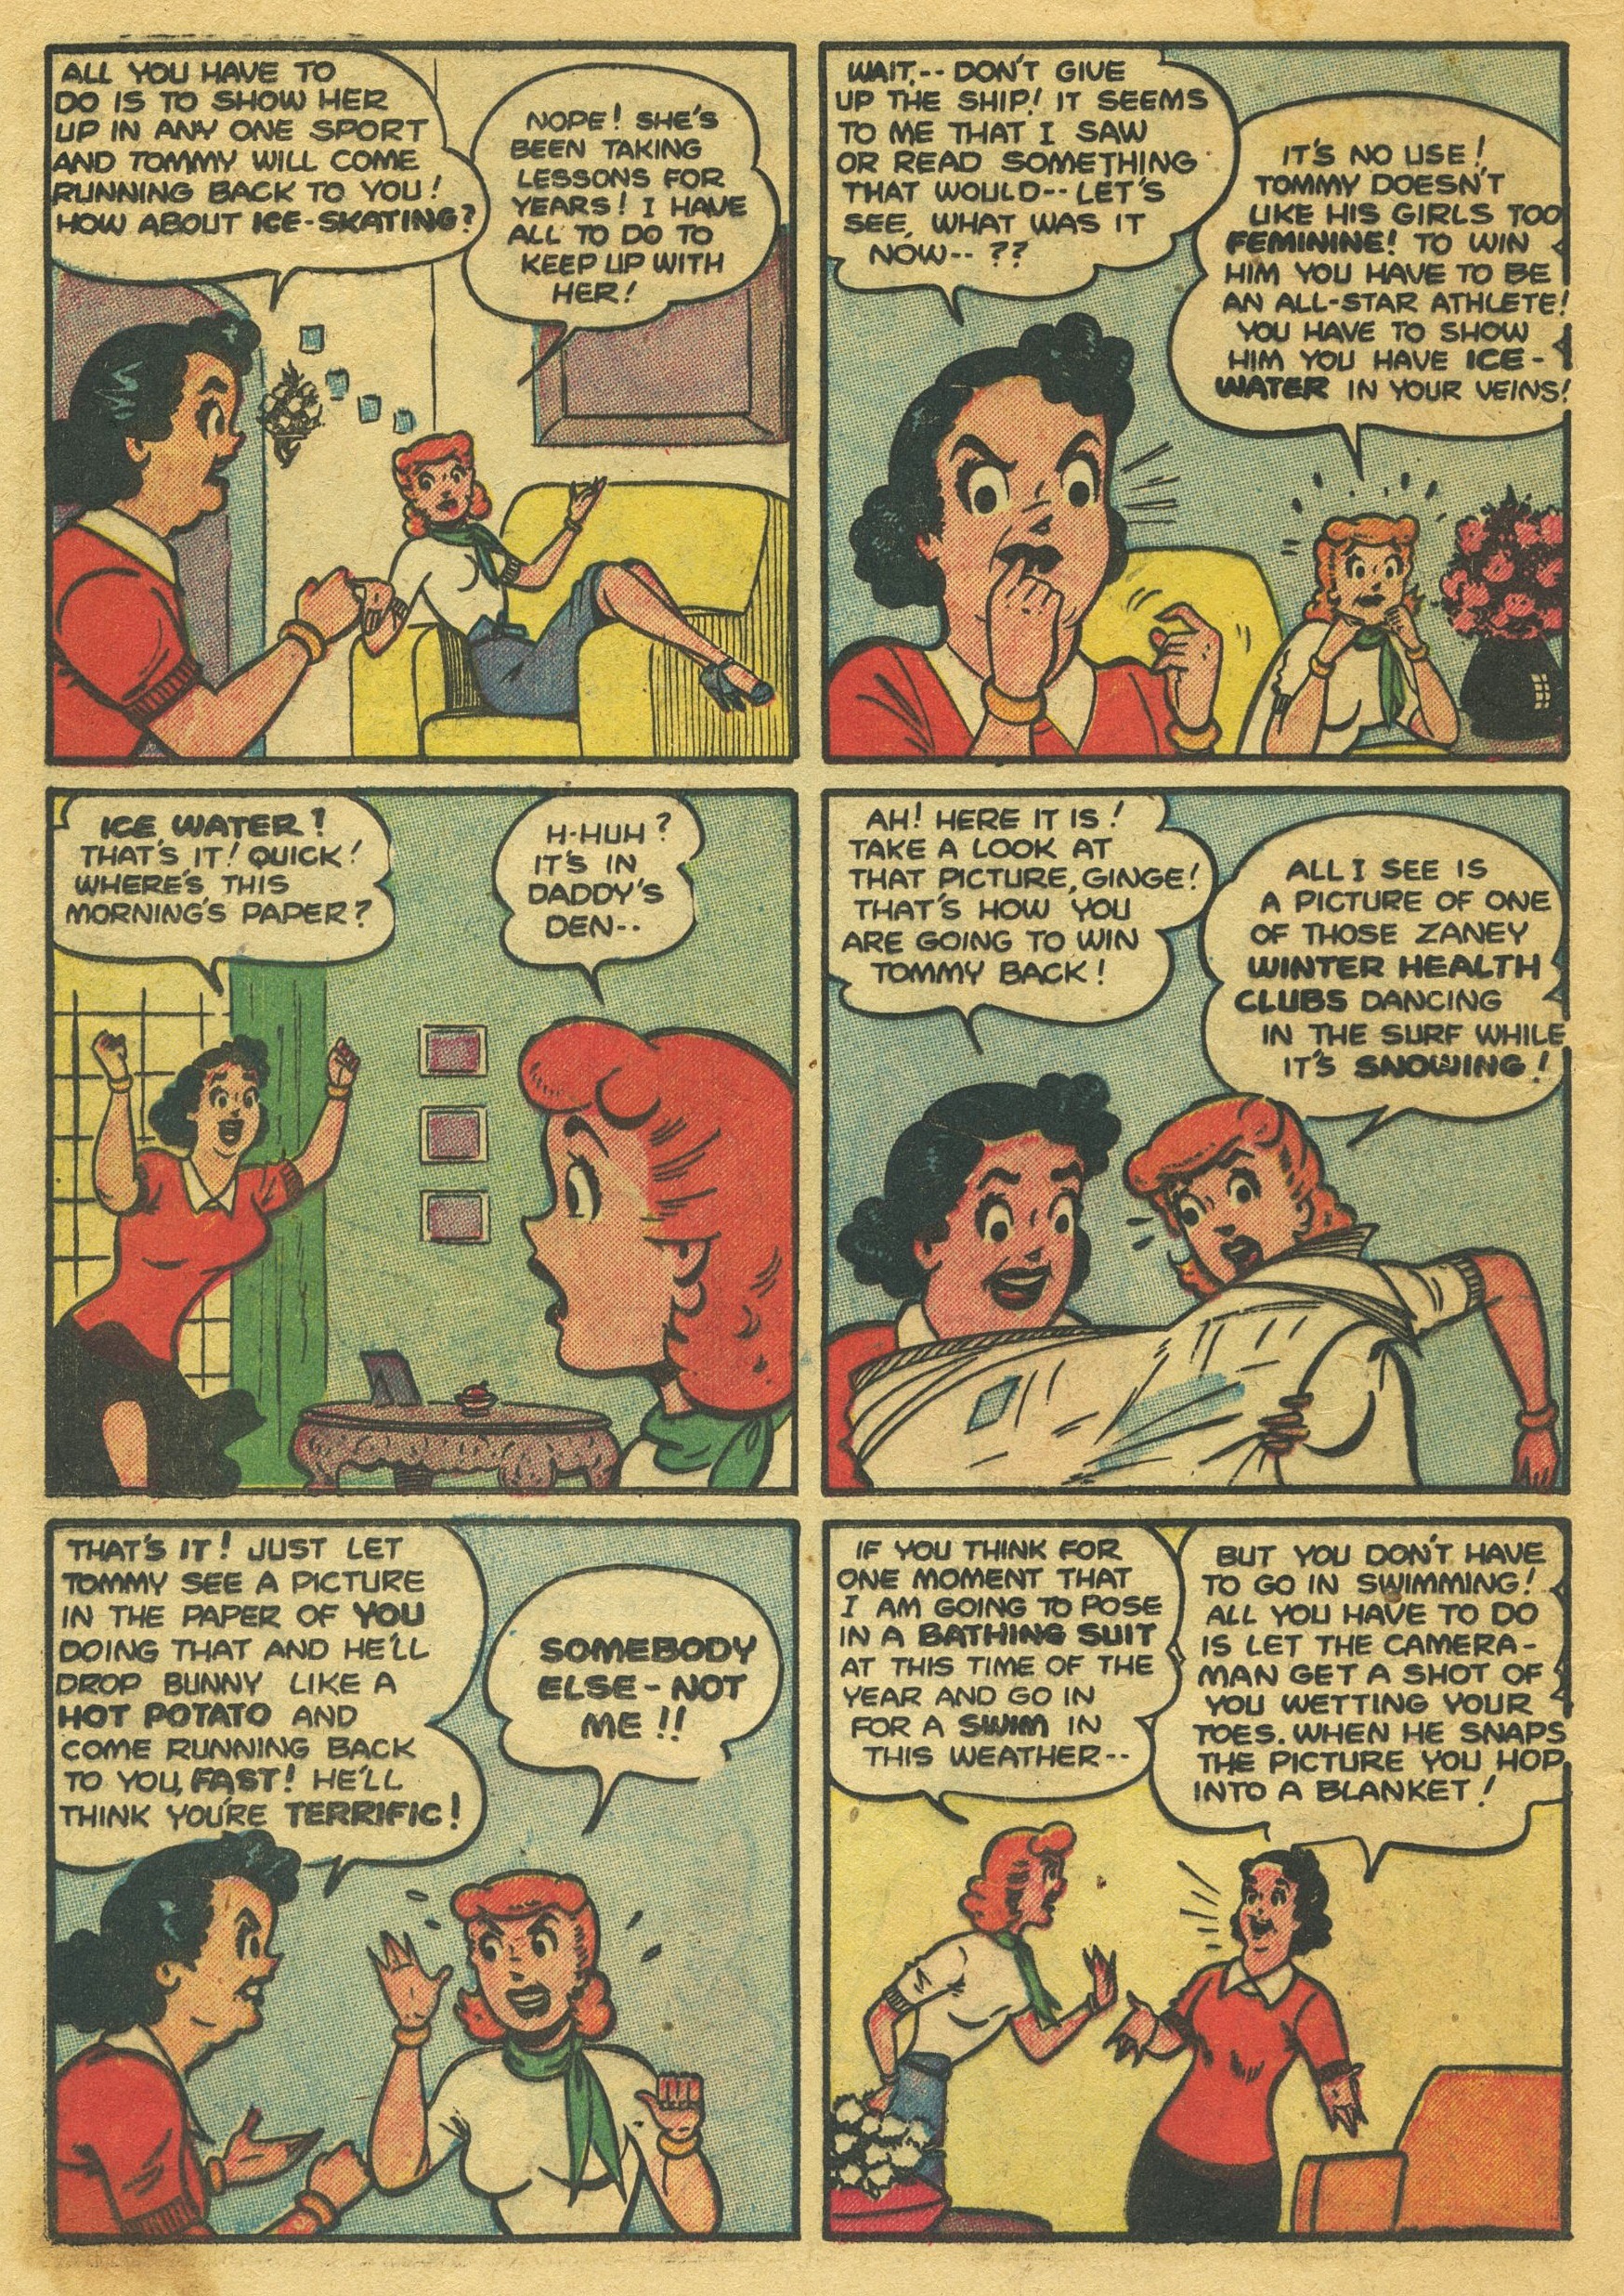 ALL YOU HAVE TO
DO IS TO SHOW HER
UP IN ANY ONE SPORT
AND TOMMY WILL COME
RUNNING BACK TO YOU!
HOW ABOUT ICE-SKATING?
NOPE! SHE'S
BEEN TAKING
LESSONS FOR
YEARS! I HAVE
ALL TO DO TO
KEEP UP WITH
HER!
WAIT,-- DON'T GIVE
UP THE SHIP! IT SEEMS
TO ME THAT I SAW
OR READ SOMETHING
THAT WOULD-- LET'S
SEE, WHAT WAS IT
NOW-- ??
IT'S NO USE!
TOMMY DOESN'T
LIKE HIS GIRLS TOO
FEMININE! TO WIN
HIM YOU HAVE TO BE
AN ALL-STAR ATHLETE!
YOU HAVE TO SHOW
HIM YOU HAVE ICE-
WATER IN YOUR VEINS!
ICE WATER!
THAT'S IT! QUICK!
WHERE'S THIS
MORNING'S PAPER?
H-HUH?
IT'S IN
DADDY'S
DEN--
AH! HERE IT IS!
TAKE A LOOK AT
THAT PICTURE, GINGE!
THAT'S HOW YOU
ARE GOING TO WIN
TOMMY BACK!
ALL I SEE IS
A PICTURE OF ONE
OF THOSE ZANEY
WINTER HEALTH
CLUBS DANCING
IN THE SURF WHILE
IT'S SNOWING!
THAT'S IT! JUST LET
TOMMY SEE A PICTURE
IN THE PAPER OF YOU
DOING THAT AND HE'LL
DROP BUNNY LIKE A
HOT POTATO AND
COME RUNNING BACK
TO YOU, FAST! HE'LL
THINK YOU'RE TERRIFIC!
SOMEBODY
ELSE-NOT
ME!!
IF YOU THINK FOR
ONE MOMENT THAT
I AM GOING TO POSE
IN A BATHING SUIT
AT THIS TIME OF THE
YEAR AND GO IN
FOR A SWIM IN
THIS WEATHER--
BUT YOU DON'T HAVE
TO GO IN SWIMMING!
ALL YOU HAVE TO DO
IS LET THE CAMERA-
MAN GET A SHOT OF
YOU WETTING YOUR
TOES. WHEN HE SNAPS
THE PICTURE YOU HOP
INTO A BLANKET!